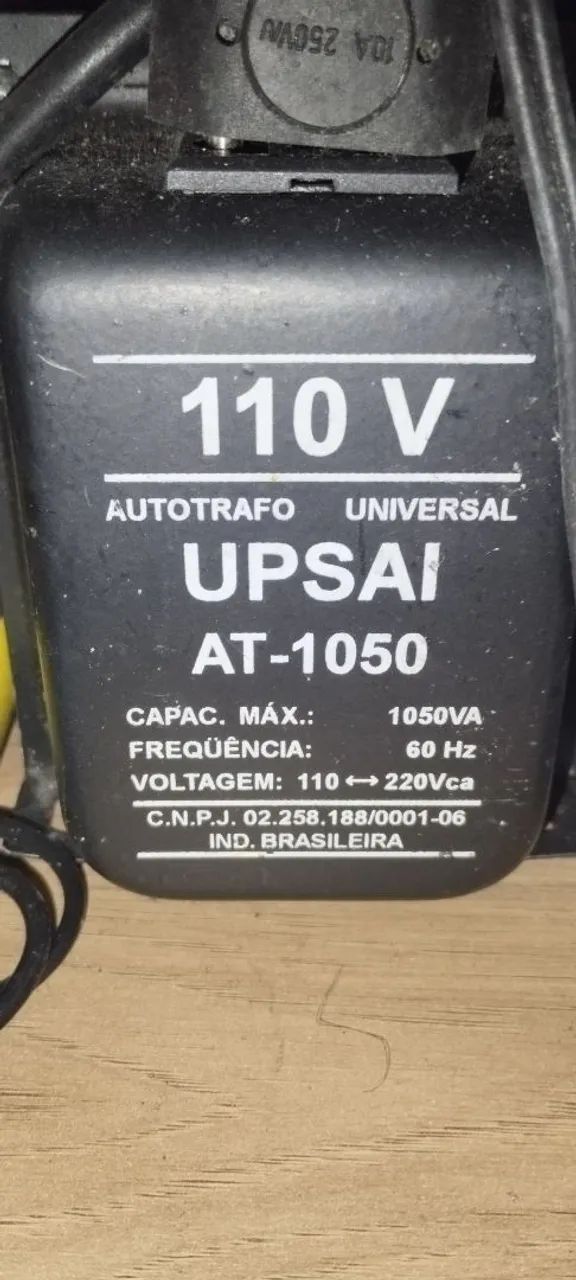 10A 250W
110 V
AUTOTRAFO UNIVERSAL
UPSAI
AT-1050
CAPAC. MÁX.: 1050VA
FREQÜÊNCIA: 60 Hz
VOLTAGEM: 110 ↔ 220Vca
C.N.P.J. 02.258.188/0001-06
IND. BRASILEIRA